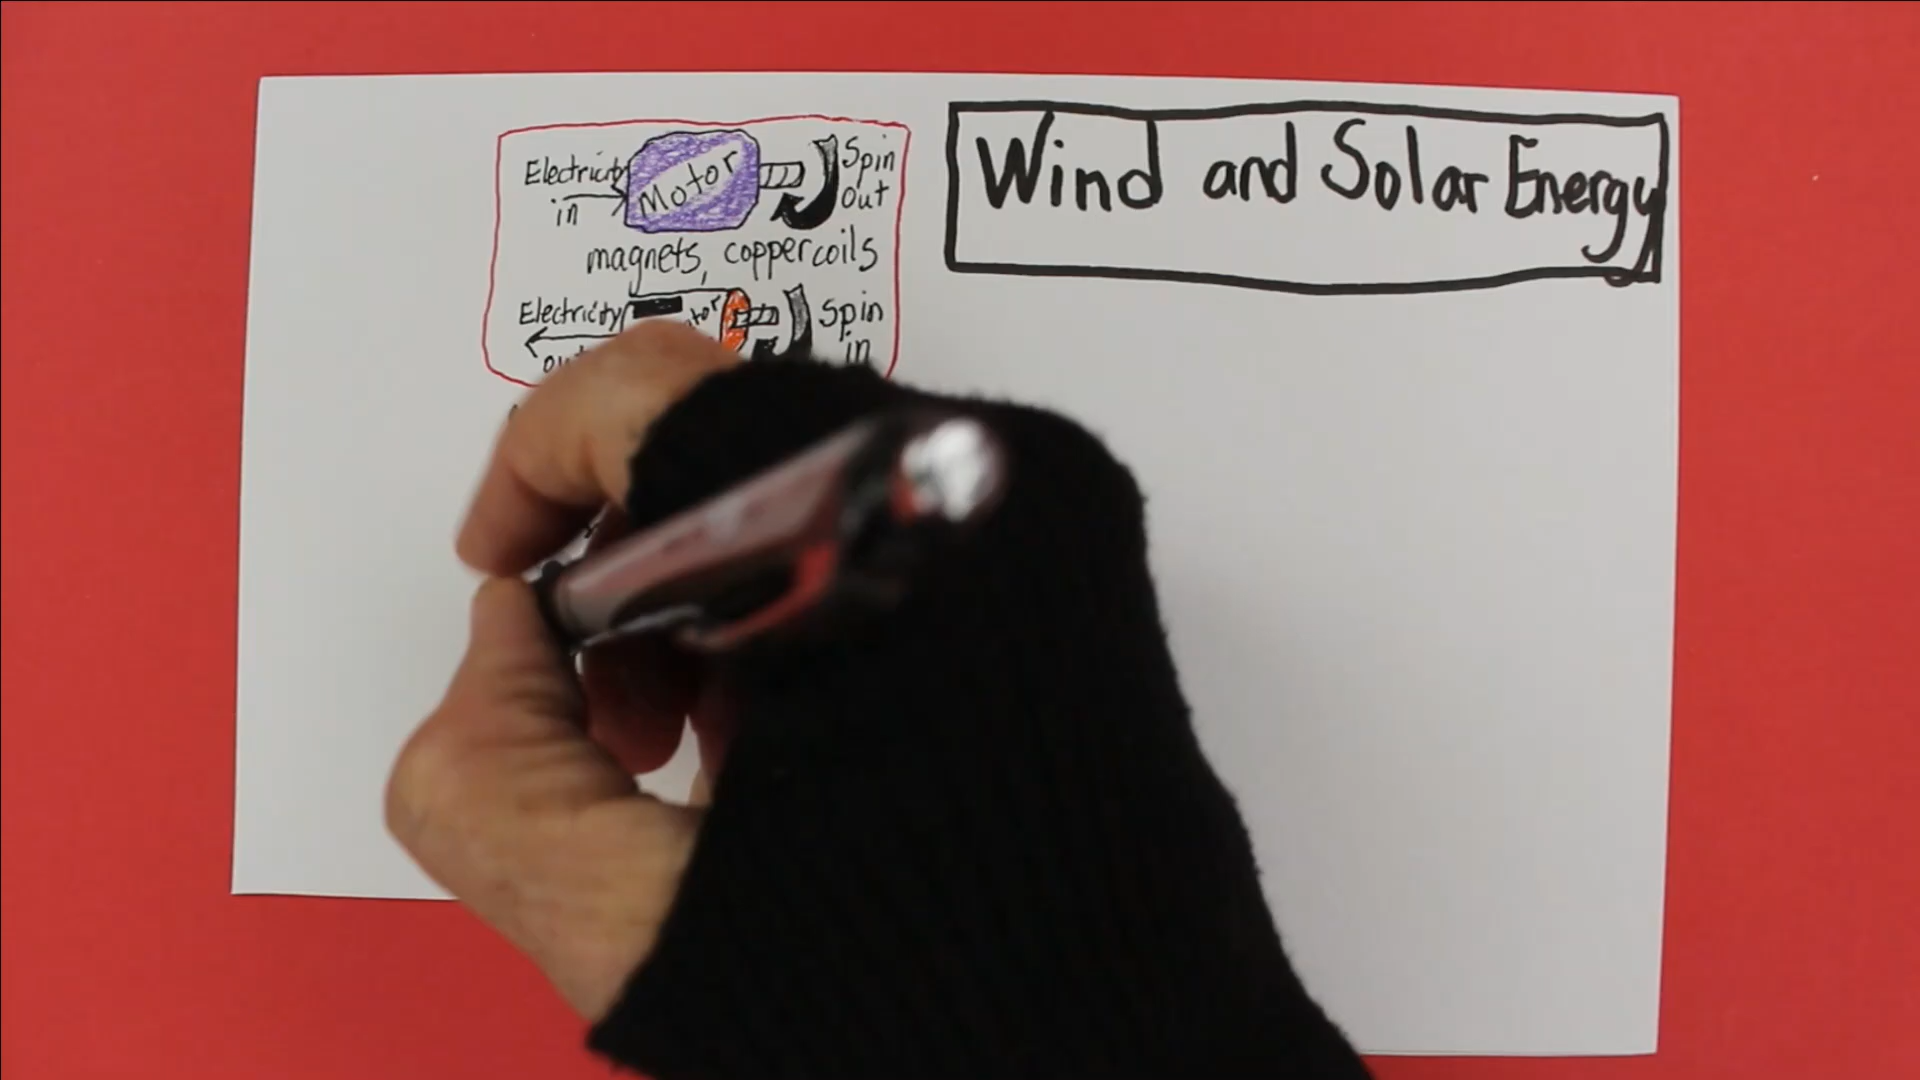 Wind and Solar Energy
Electricity
in
Motor
Spin
Out
magnets, copper coils
Electricity
Spin
in